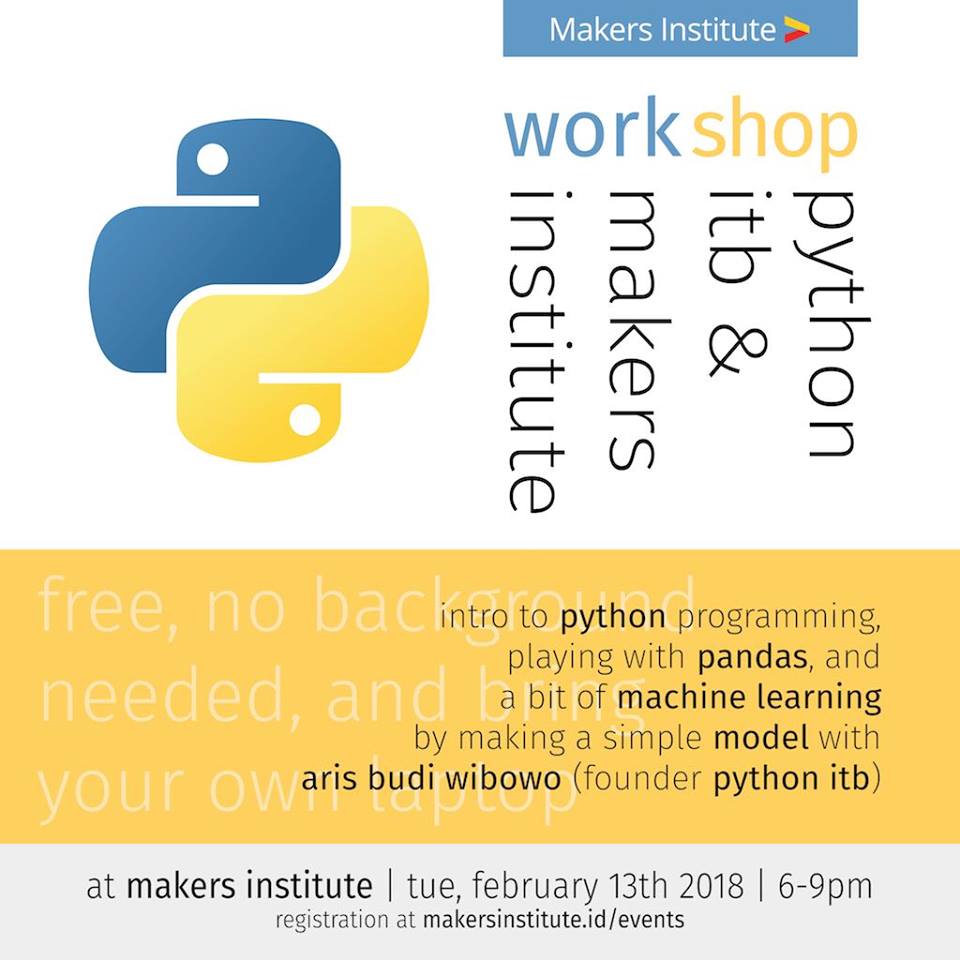 Makers Institute
workshop
python
itb &
makers
institute
free, no background
needed, and bring
your own laptop
intro to python programming,
playing with pandas, and
a bit of machine learning
by making a simple model with
aris budi wibowo (founder python itb)
at makers institute | tue, february 13th 2018 | 6-9pm
registration at makersinstitute.id/events